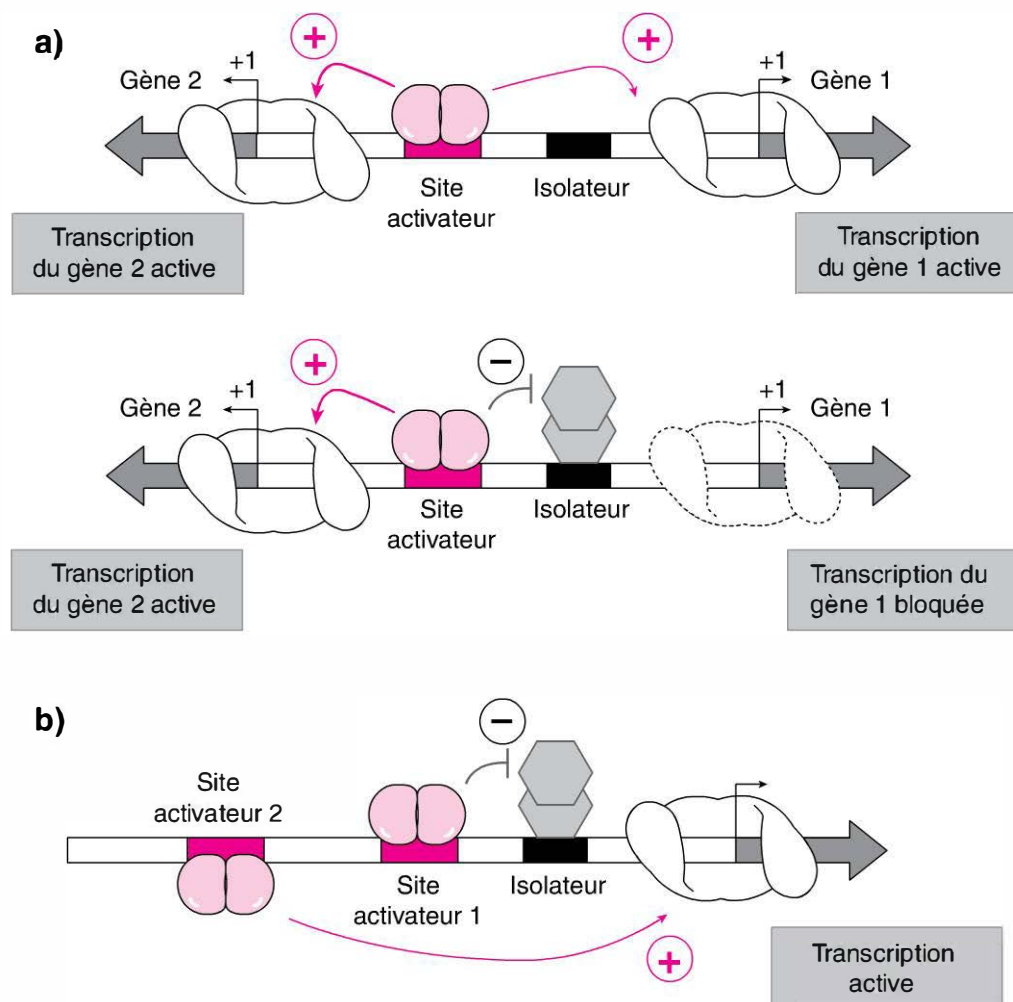 a)
+
+
Gène 2
+1
+1
Gène 1
Site
activateur
Isolateur
Transcription
du gène 2 active
Transcription
du gène 1 active
+
−
Gène 2
+1
+1
Gène 1
Site
activateur
Isolateur
Transcription
du gène 2 active
Transcription du
gène 1 bloquée
b)
−
Site
activateur 2
Site
activateur 1
Isolateur
+
Transcription
active